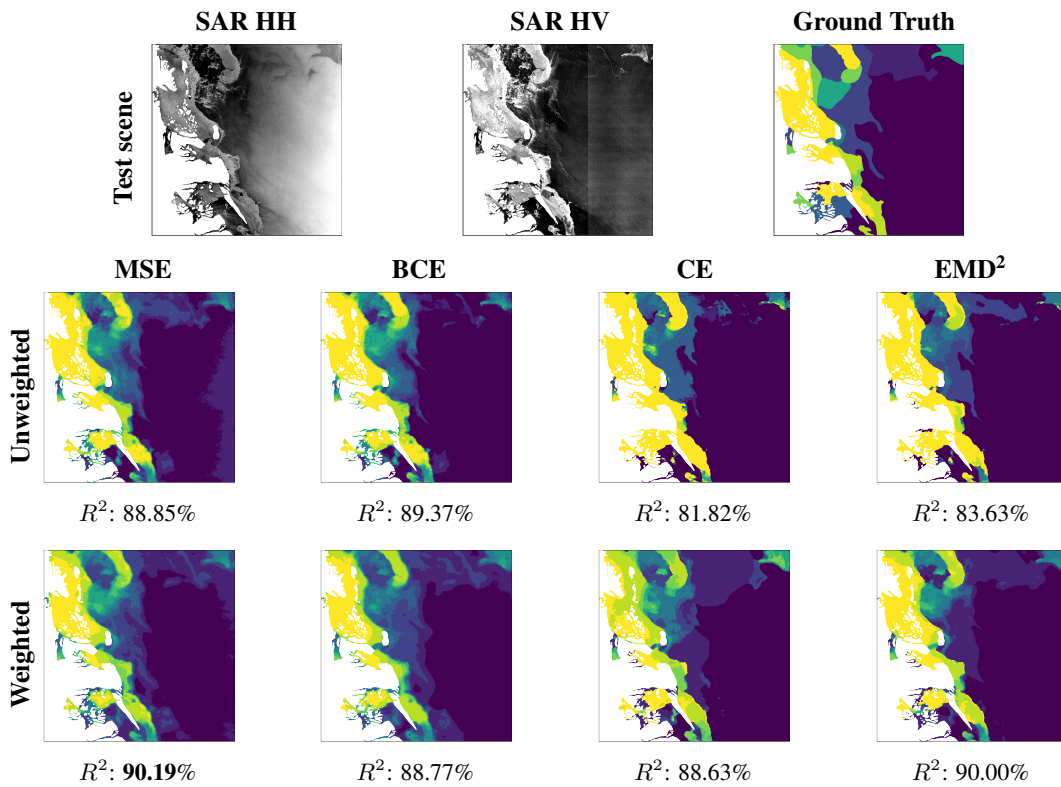 SAR HH SAR HV Ground Truth
Test scene
MSE BCE CE EMD²
Unweighted
R²: 88.85% R²: 89.37% R²: 81.82% R²: 83.63%
Weighted
R²: 90.19% R²: 88.77% R²: 88.63% R²: 90.00%